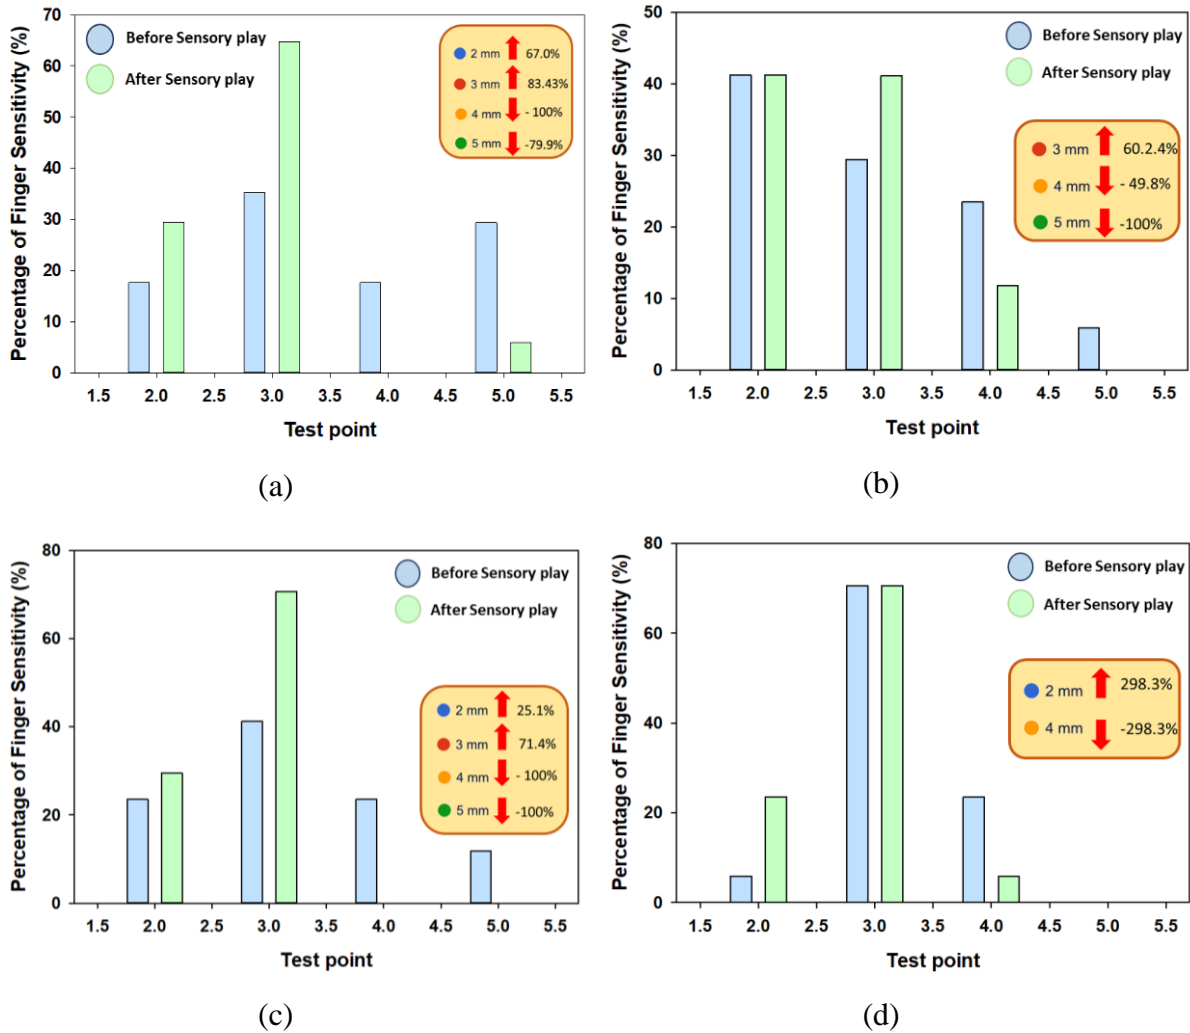 Percentage of Finger Sensitivity (%)
70
60
50
40
30
20
10
0
Before Sensory play
After Sensory play
2 mm 67.0%
3 mm 83.43%
4 mm - 100%
5 mm -79.9%
1.5 2.0 2.5 3.0 3.5 4.0 4.5 5.0 5.5
Test point
(a)
Percentage of Finger Sensitivity (%)
50
40
30
20
10
0
Before Sensory play
After Sensory play
3 mm 60.2.4%
4 mm - 49.8%
5 mm -100%
1.5 2.0 2.5 3.0 3.5 4.0 4.5 5.0 5.5
Test point
(b)
Percentage of Finger Sensitivity (%)
80
60
40
20
0
Before Sensory play
After Sensory play
2 mm 25.1%
3 mm 71.4%
4 mm - 100%
5 mm -100%
1.5 2.0 2.5 3.0 3.5 4.0 4.5 5.0 5.5
Test point
(c)
Percentage of Finger Sensitivity (%)
80
60
40
20
0
Before Sensory play
After Sensory play
2 mm 298.3%
4 mm -298.3%
1.5 2.0 2.5 3.0 3.5 4.0 4.5 5.0 5.5
Test point
(d)